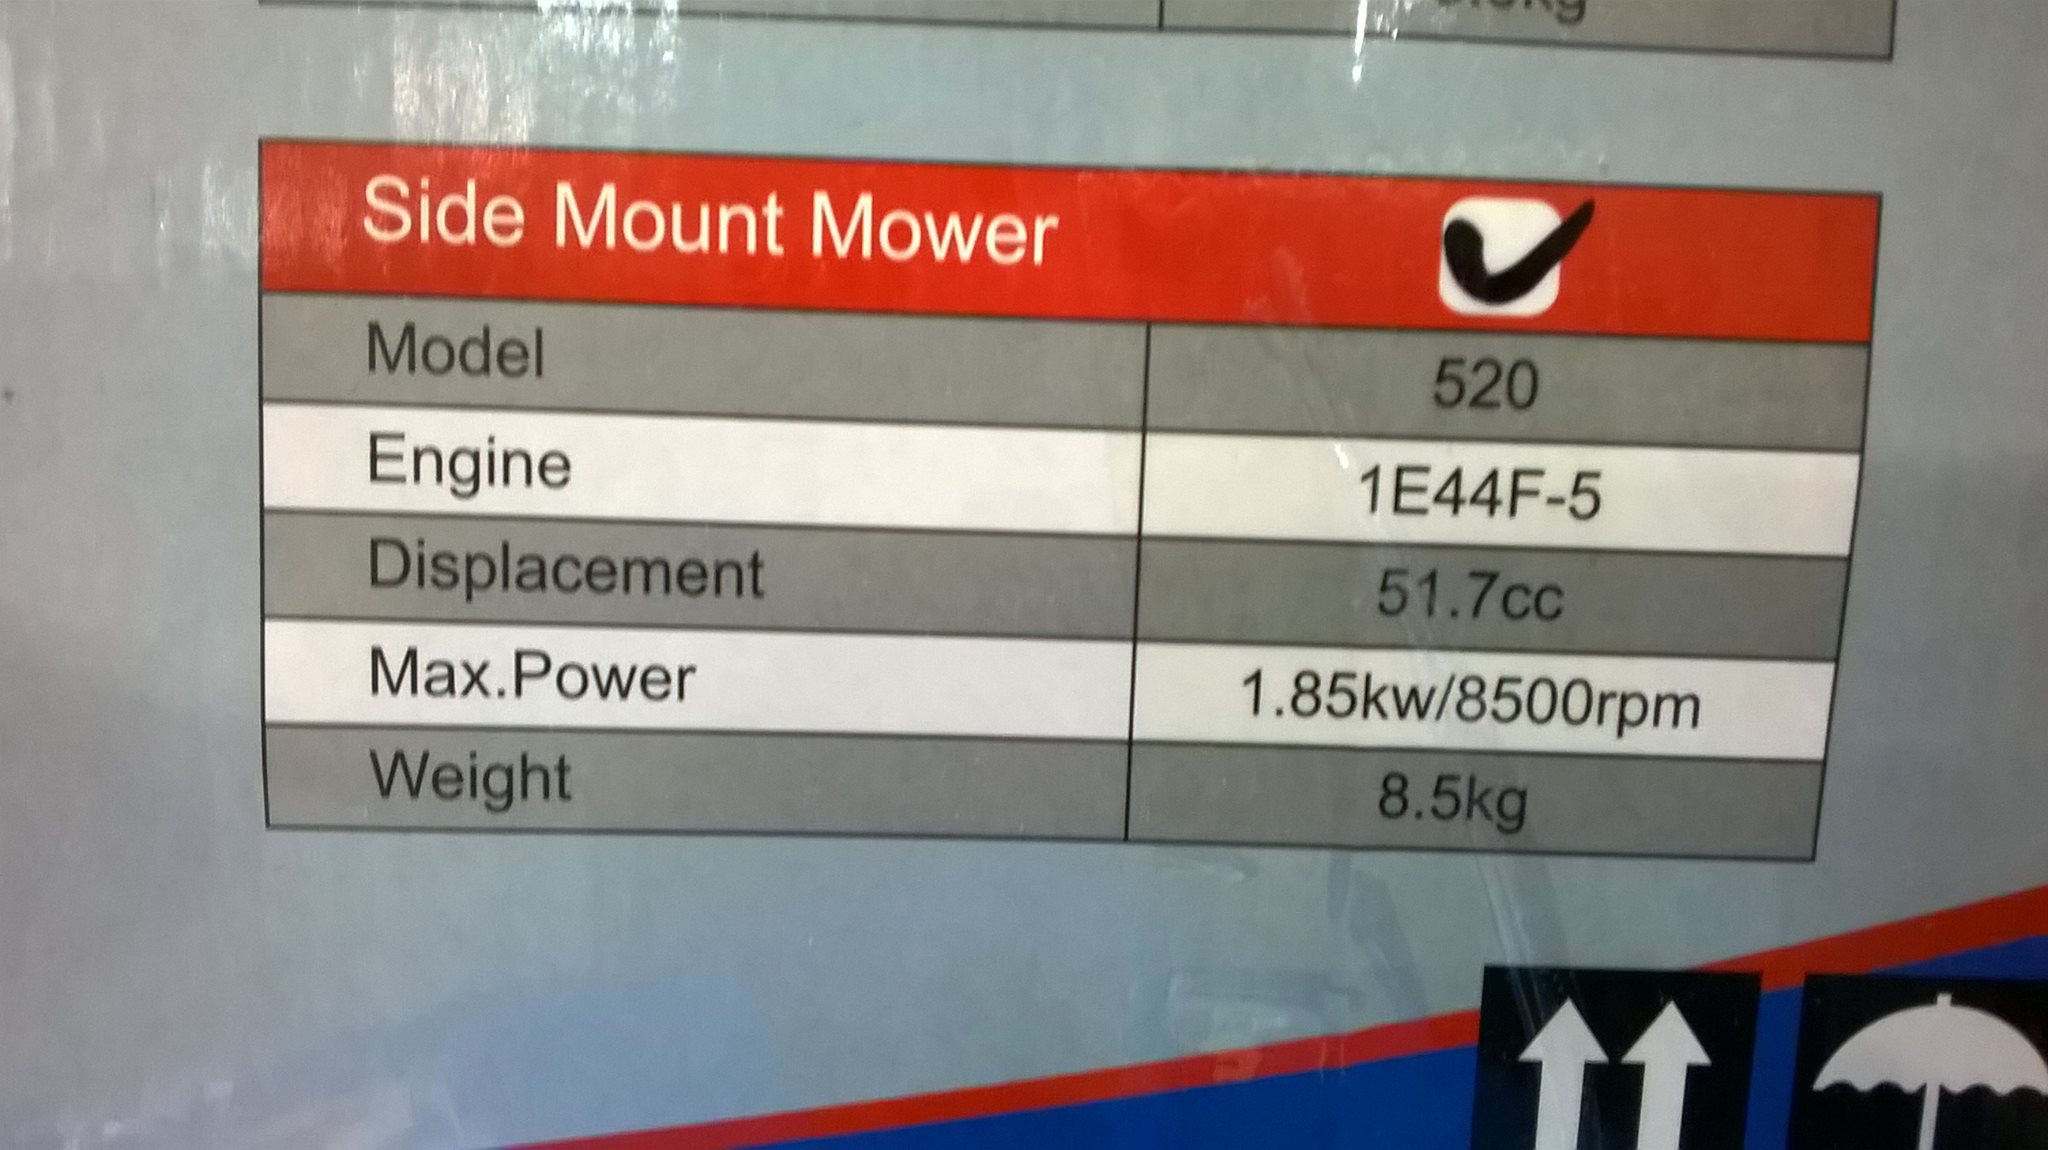 Side Mount Mower
Model 520
Engine 1E44F-5
Displacement 51.7cc
Max.Power 1.85kw/8500rpm
Weight 8.5kg